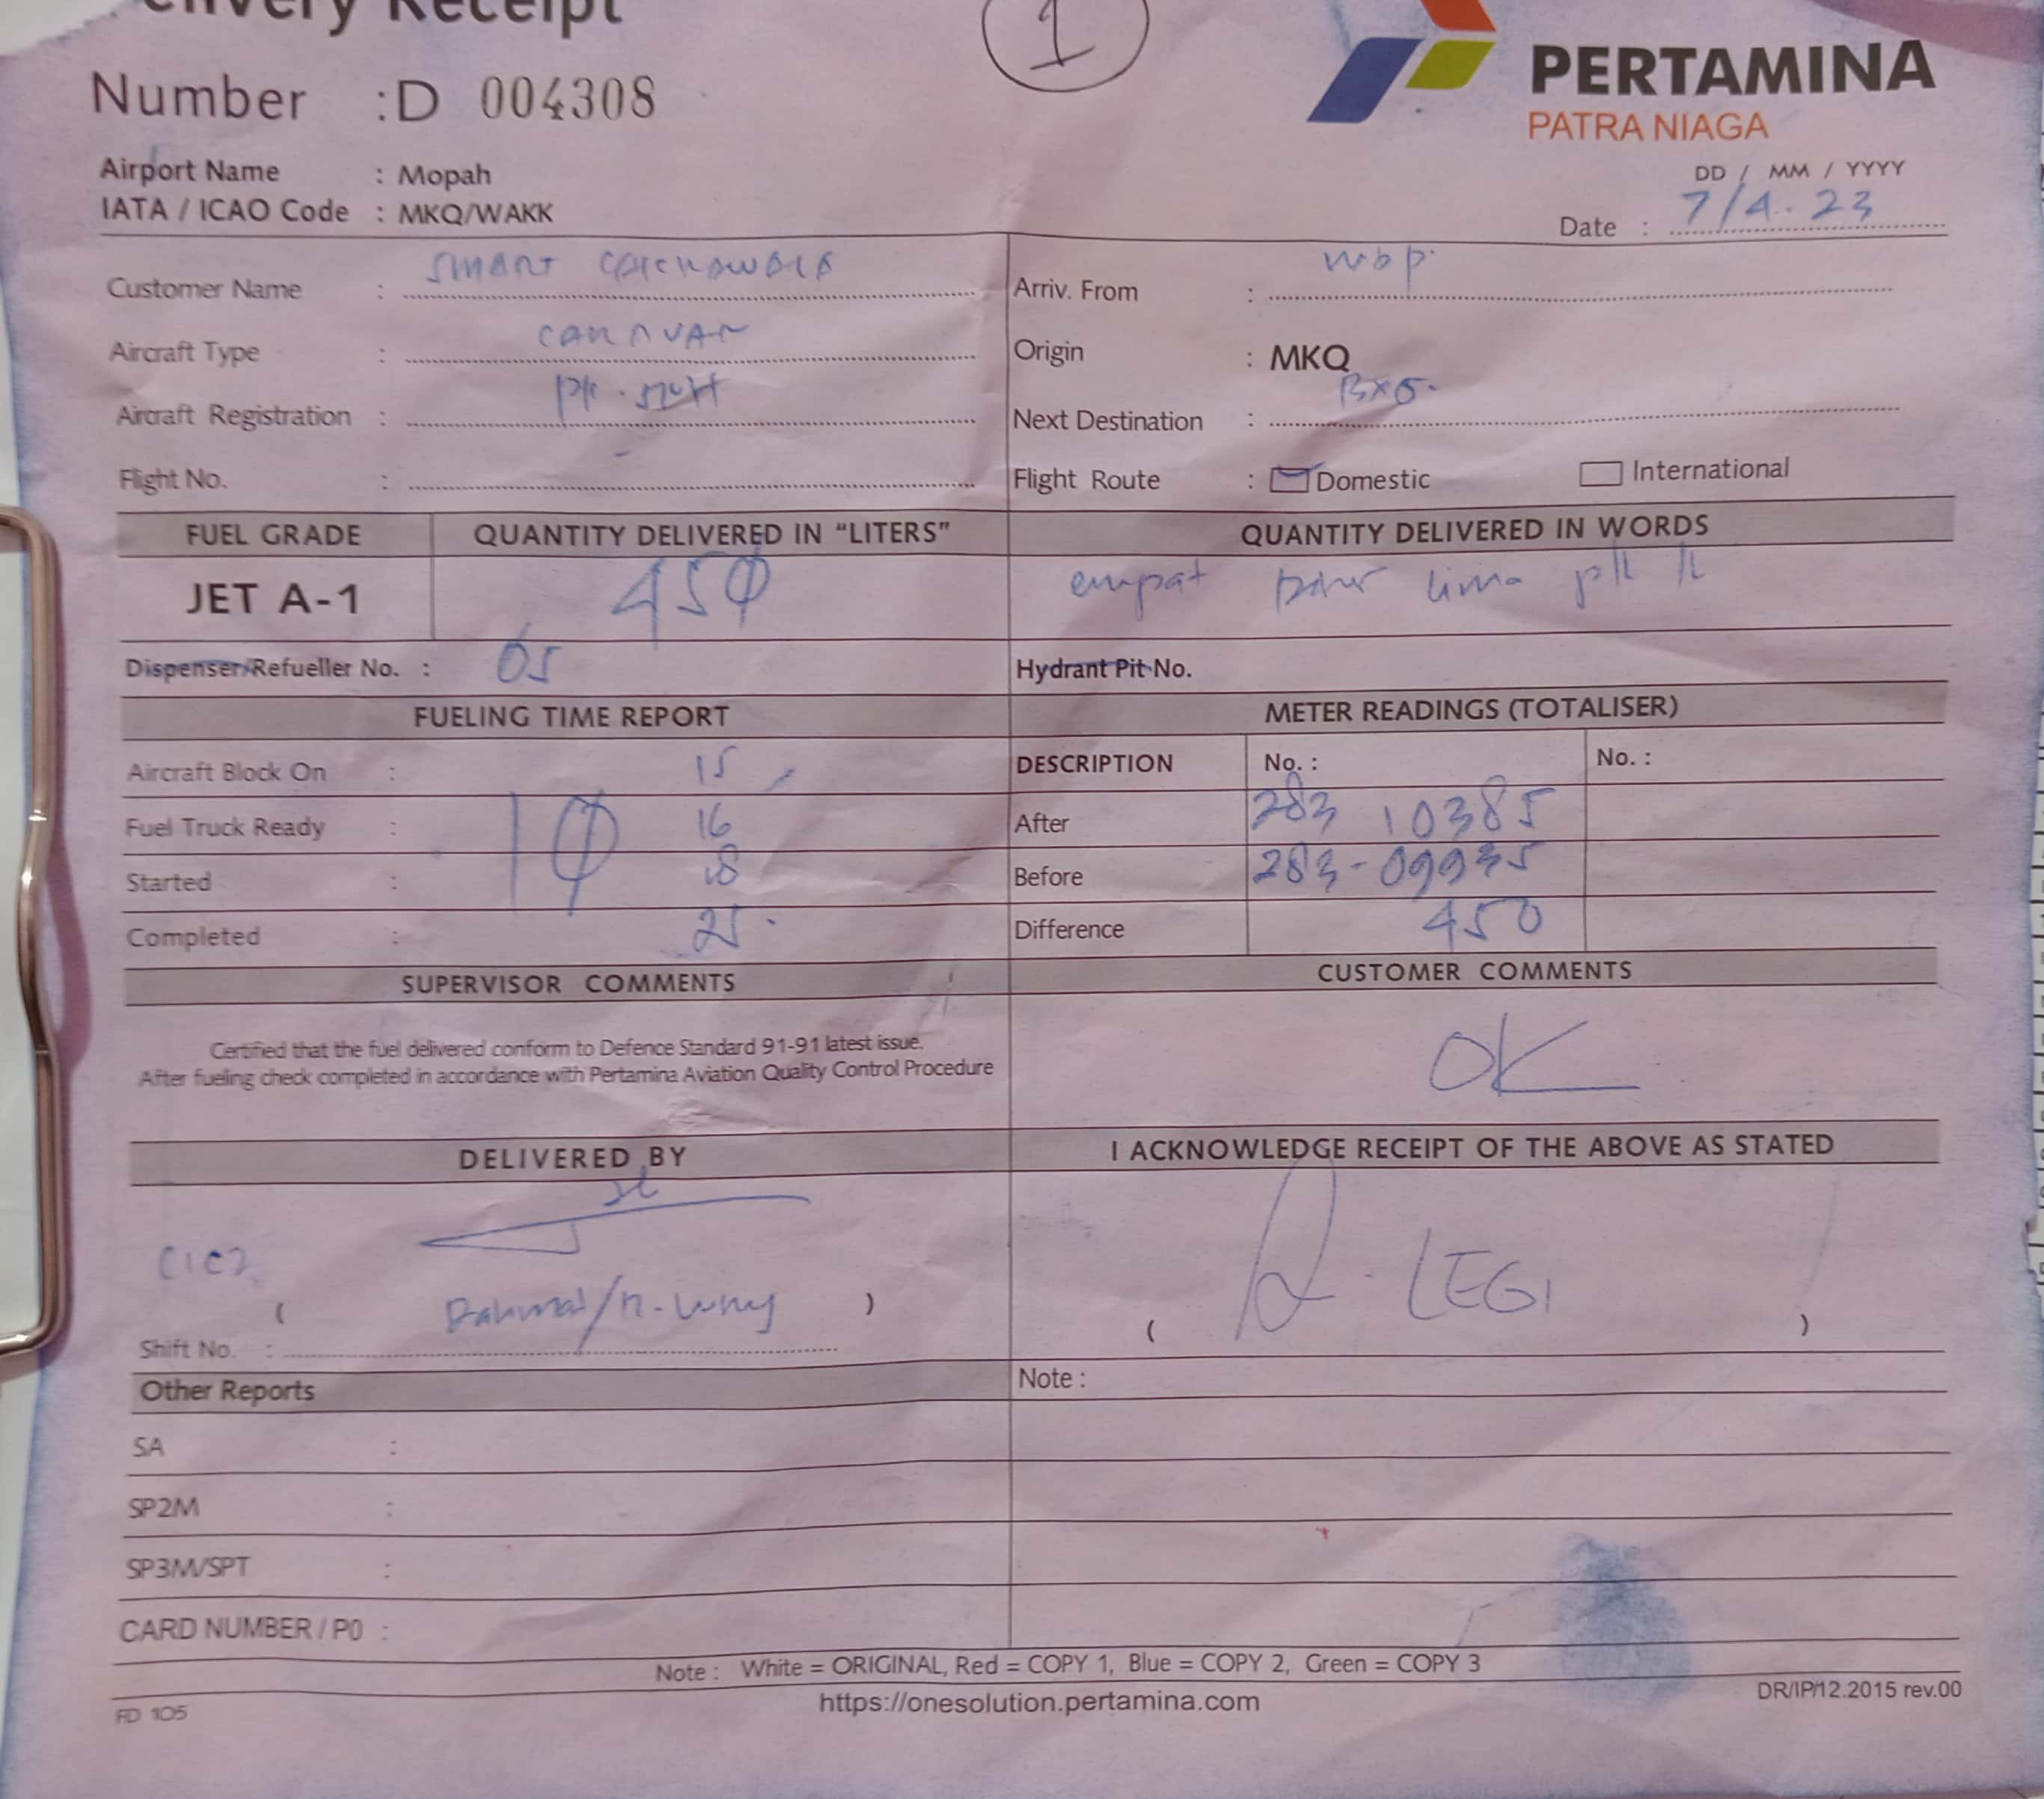 Delivery Receipt
1
PERTAMINA
PATRA NIAGA
Number : D 004308
Airport Name : Mopah
IATA / ICAO Code : MKQ/WAKK
DD / MM / YYYY
Date : 7/4.23
Customer Name : SMART
Arriv. From : WOP
Aircraft Type : CARAVAN
Origin : MKQ
Aircraft Registration : PK.
Next Destination :
Flight No. :
Flight Route : Domestic International
FUEL GRADE QUANTITY DELIVERED IN "LITERS" QUANTITY DELIVERED IN WORDS
JET A-1 450 empat lima
Dispenser/Refueller No. : 05 Hydrant Pit No.
FUELING TIME REPORT METER READINGS (TOTALISER)
Aircraft Block On : 15 DESCRIPTION No. : No. :
Fuel Truck Ready : 10 16 After 283 10385
Started : 18 Before 283-09935
Completed : 25 Difference 450
SUPERVISOR COMMENTS CUSTOMER COMMENTS
Certified that the fuel delivered conform to Defence Standard 91-91 latest issue.
After fueling check completed in accordance with Pertamina Aviation Quality Control Procedure
OK
DELIVERED BY I ACKNOWLEDGE RECEIPT OF THE ABOVE AS STATED
( ) ( LEGI )
Shift No. :
Other Reports Note :
SA :
SP2M :
SP3M/SPT :
CARD NUMBER / P0 :
Note : White = ORIGINAL, Red = COPY 1, Blue = COPY 2, Green = COPY 3
https://onesolution.pertamina.com
FD 105 DR/IP/12.2015 rev.00